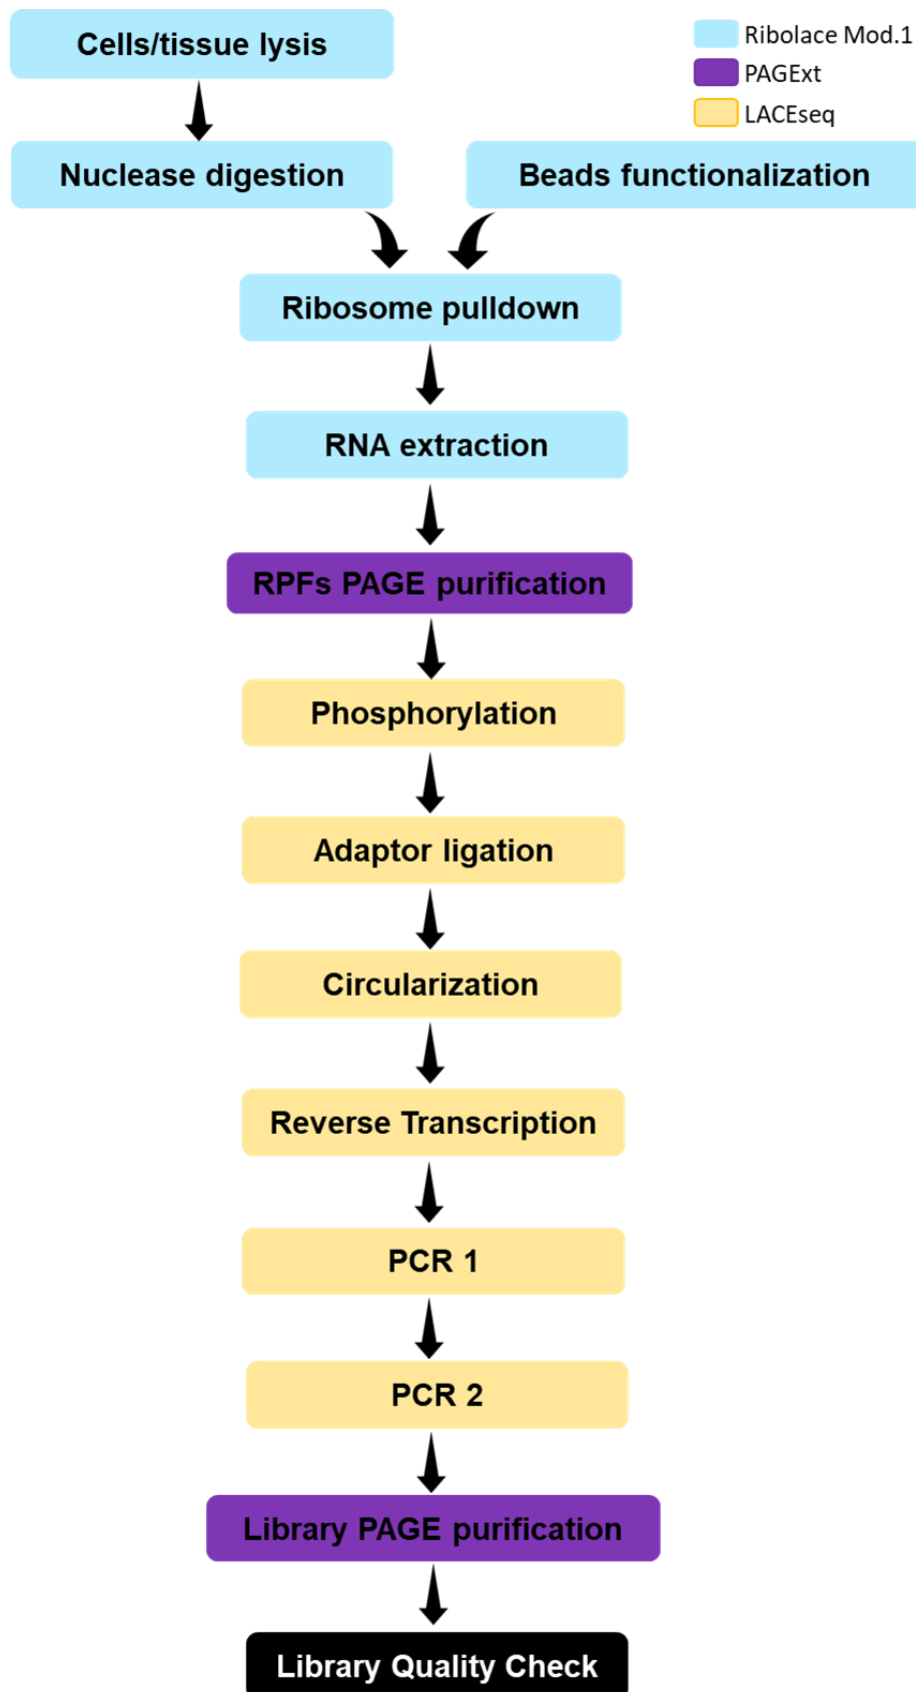 Cells/tissue lysis
Ribolace Mod.1
PAGExt
LACEseq
Nuclease digestion
Beads functionalization
Ribosome pulldown
RNA extraction
RPFs PAGE purification
Phosphorylation
Adaptor ligation
Circularization
Reverse Transcription
PCR 1
PCR 2
Library PAGE purification
Library Quality Check